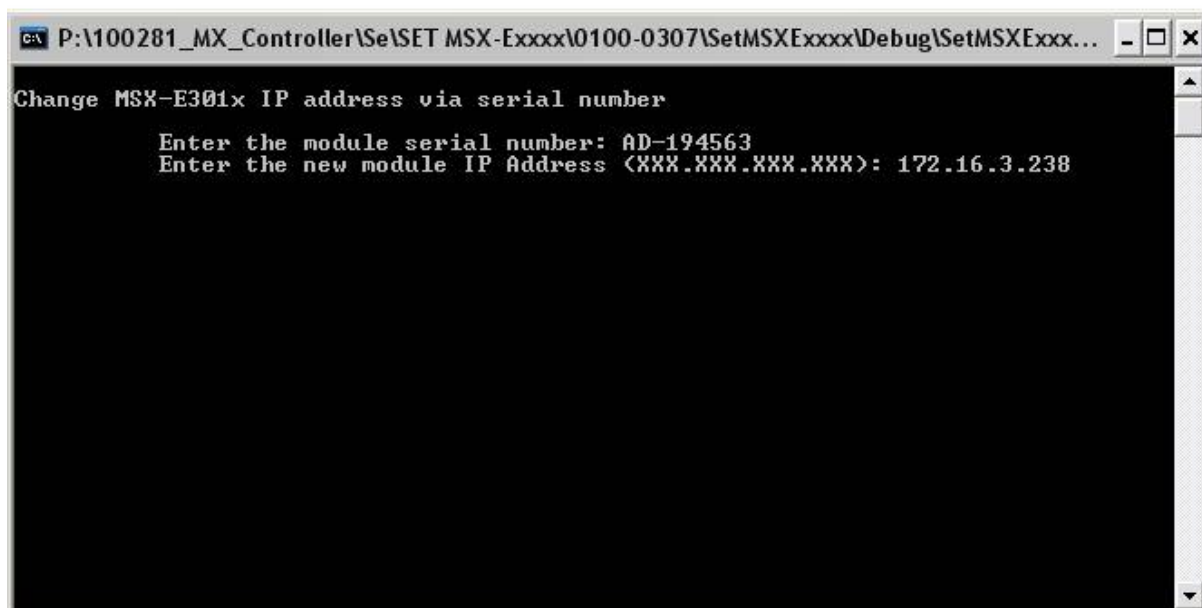 P:\100281_MX_Controller\Se\SET MSX-Exxxx\0100-0307\SetMSXExxxx\Debug\SetMSXExxx...
Change MSX-E301x IP address via serial number
Enter the module serial number: AD-194563
Enter the new module IP Address (XXX.XXX.XXX.XXX): 172.16.3.238